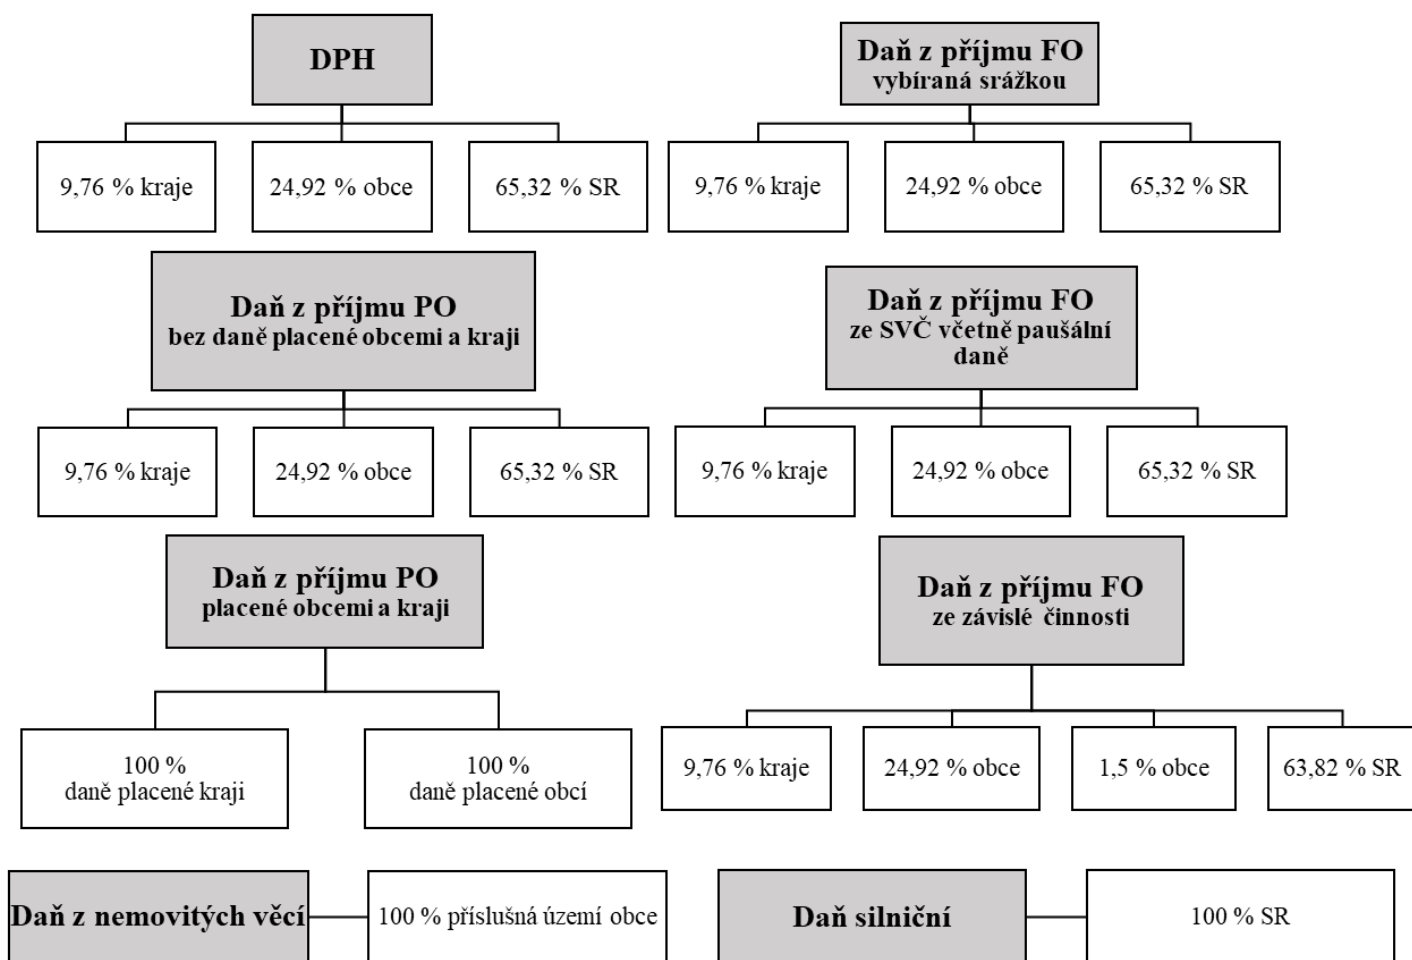 DPH
9,76 % kraje
24,92 % obce
65,32 % SR
Daň z příjmu FO
vybíraná srážkou
9,76 % kraje
24,92 % obce
65,32 % SR
Daň z příjmu PO
bez daně placené obcemi a kraji
9,76 % kraje
24,92 % obce
65,32 % SR
Daň z příjmu FO
ze SVČ včetně paušální
daně
9,76 % kraje
24,92 % obce
65,32 % SR
Daň z příjmu PO
placené obcemi a kraji
100 %
daně placené kraji
100 %
daně placené obcí
Daň z příjmu FO
ze závislé činnosti
9,76 % kraje
24,92 % obce
1,5 % obce
63,82 % SR
Daň z nemovitých věcí
100 % příslušná území obce
Daň silniční
100 % SR